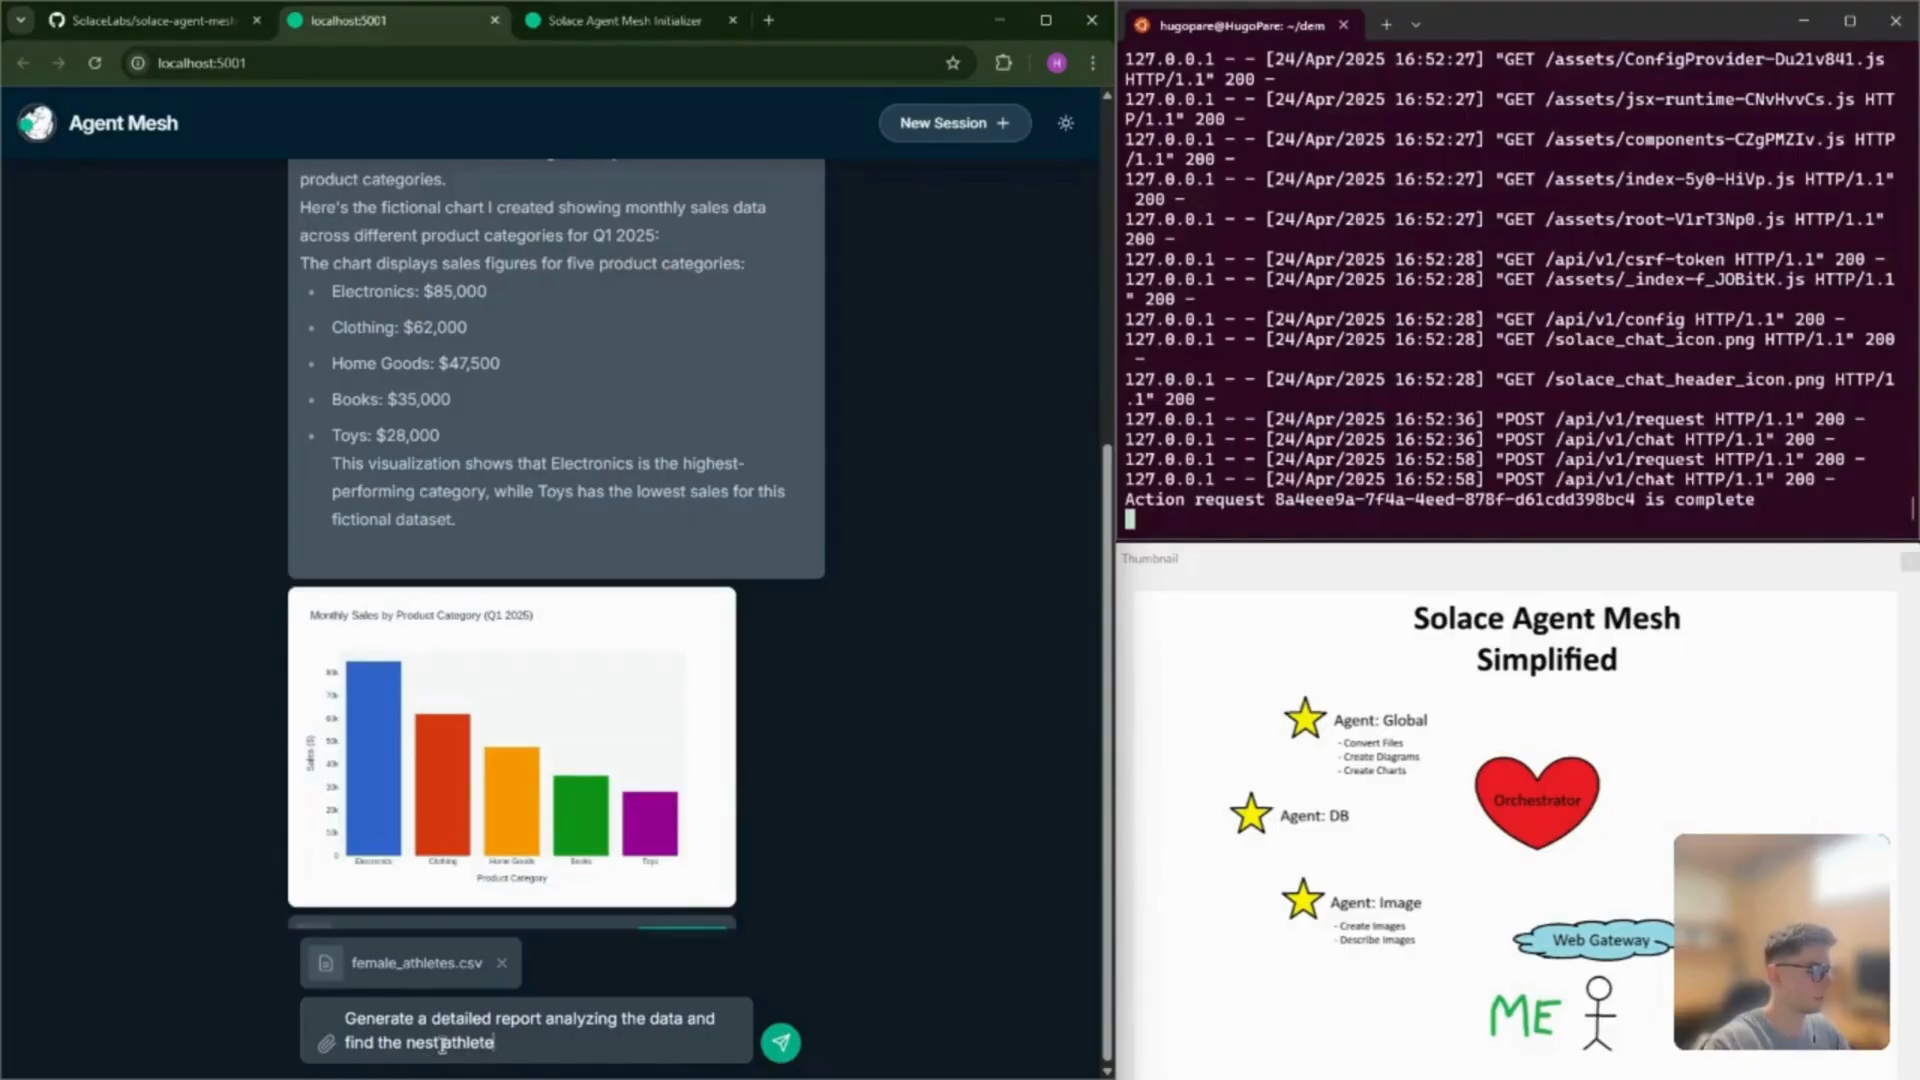 SolaceLabs/solace-agent-mesh
localhost:5001
Solace Agent Mesh Initializer
localhost:5001
H
Agent Mesh
New Session +
product categories.
Here's the fictional chart I created showing monthly sales data
across different product categories for Q1 2025:
The chart displays sales figures for five product categories:
• Electronics: $85,000
• Clothing: $62,000
• Home Goods: $47,500
• Books: $35,000
• Toys: $28,000
This visualization shows that Electronics is the highest-
performing category, while Toys has the lowest sales for this
fictional dataset.
Monthly Sales by Product Category (Q1 2025)
Sales ($)
80k
70k
60k
50k
40k
30k
20k
10k
0
Electronics
Clothing
Home Goods
Books
Toys
Product Category
female_athletes.csv
Generate a detailed report analyzing the data and
find the nest athlete
hugopare@HugoPare: ~/dem
127.0.0.1 - - [24/Apr/2025 16:52:27] "GET /assets/ConfigProvider-Du21v841.js
HTTP/1.1" 200 -
127.0.0.1 - - [24/Apr/2025 16:52:27] "GET /assets/jsx-runtime-CNvHvvCs.js HTT
P/1.1" 200 -
127.0.0.1 - - [24/Apr/2025 16:52:27] "GET /assets/components-CZgPMZIv.js HTTP
/1.1" 200 -
127.0.0.1 - - [24/Apr/2025 16:52:27] "GET /assets/index-5y0-HiVp.js HTTP/1.1"
200 -
127.0.0.1 - - [24/Apr/2025 16:52:27] "GET /assets/root-V1rT3Np0.js HTTP/1.1"
200 -
127.0.0.1 - - [24/Apr/2025 16:52:28] "GET /api/v1/csrf-token HTTP/1.1" 200 -
127.0.0.1 - - [24/Apr/2025 16:52:28] "GET /assets/_index-f_JOBitK.js HTTP/1.1
" 200 -
127.0.0.1 - - [24/Apr/2025 16:52:28] "GET /api/v1/config HTTP/1.1" 200 -
127.0.0.1 - - [24/Apr/2025 16:52:28] "GET /solace_chat_icon.png HTTP/1.1" 200
-
127.0.0.1 - - [24/Apr/2025 16:52:28] "GET /solace_chat_header_icon.png HTTP/1
.1" 200 -
127.0.0.1 - - [24/Apr/2025 16:52:36] "POST /api/v1/request HTTP/1.1" 200 -
127.0.0.1 - - [24/Apr/2025 16:52:36] "POST /api/v1/chat HTTP/1.1" 200 -
127.0.0.1 - - [24/Apr/2025 16:52:58] "POST /api/v1/request HTTP/1.1" 200 -
127.0.0.1 - - [24/Apr/2025 16:52:58] "POST /api/v1/chat HTTP/1.1" 200 -
Action request 8a4eee9a-7f4a-4eed-878f-d61cdd398bc4 is complete
Thumbnail
Solace Agent Mesh
Simplified
Agent: Global
- Convert Files
- Create Diagrams
- Create Charts
Orchestrator
Agent: DB
Agent: Image
- Create Images
- Describe Images
Web Gateway
ME